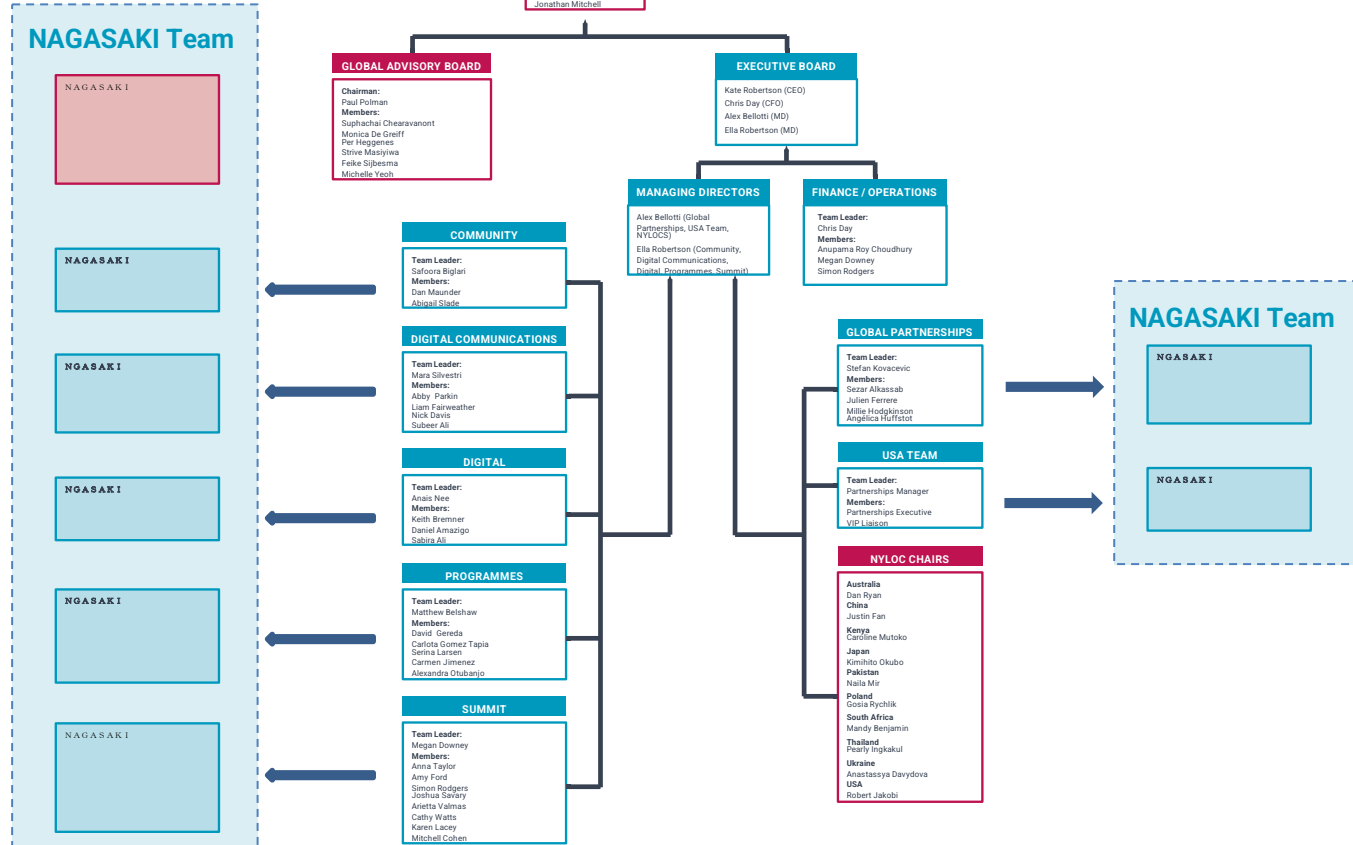 Jonathan Mitchell
NAGASAKI Team
NAGASAKI
NAGASAKI
NGASAKI
NGASAKI
NGASAKI
NAGASAKI
GLOBAL ADVISORY BOARD
Chairman:
Paul Polman
Members:
Suphachai Chearavanont
Monica De Greiff
Per Heggenes
Strive Masiyiwa
Feike Sijbesma
Michelle Yeoh
EXECUTIVE BOARD
Kate Robertson (CEO)
Chris Day (CFO)
Alex Bellotti (MD)
Ella Robertson (MD)
MANAGING DIRECTORS
Alex Bellotti (Global
Partnerships, USA Team,
NYLOCS)
Ella Robertson (Community,
Digital Communications,
Digital, Programmes, Summit)
FINANCE / OPERATIONS
Team Leader:
Chris Day
Members:
Anupama Roy Choudhury
Megan Downey
Simon Rodgers
COMMUNITY
Team Leader:
Safoora Biglari
Members:
Dan Maunder
Abigail Slade
DIGITAL COMMUNICATIONS
Team Leader:
Mara Silvestri
Members:
Abby Parkin
Liam Fairweather
Nick Davis
Subeer Ali
DIGITAL
Team Leader:
Anais Nee
Members:
Keith Bremner
Daniel Amazigo
Sabira Ali
PROGRAMMES
Team Leader:
Matthew Belshaw
Members:
David Gereda
Carlota Gomez Tapia
Serina Larsen
Carmen Jimenez
Alexandra Otubanjo
SUMMIT
Team Leader:
Megan Downey
Members:
Anna Taylor
Amy Ford
Simon Rodgers
Joshua Savary
Arietta Valmas
Cathy Watts
Karen Lacey
Mitchell Cohen
GLOBAL PARTNERSHIPS
Team Leader:
Stefan Kovacevic
Members:
Sezar Alkassab
Julien Ferrere
Millie Hodgkinson
Angélica Huffstot
USA TEAM
Team Leader:
Partnerships Manager
Members:
Partnerships Executive
VIP Liaison
NYLOC CHAIRS
Australia
Dan Ryan
China
Justin Fan
Kenya
Caroline Mutoko
Japan
Kimihito Okubo
Pakistan
Naila Mir
Poland
Gosia Rychlik
South Africa
Mandy Benjamin
Thailand
Pearly Ingkakul
Ukraine
Anastassya Davydova
USA
Robert Jakobi
NAGASAKI Team
NGASAKI
NGASAKI